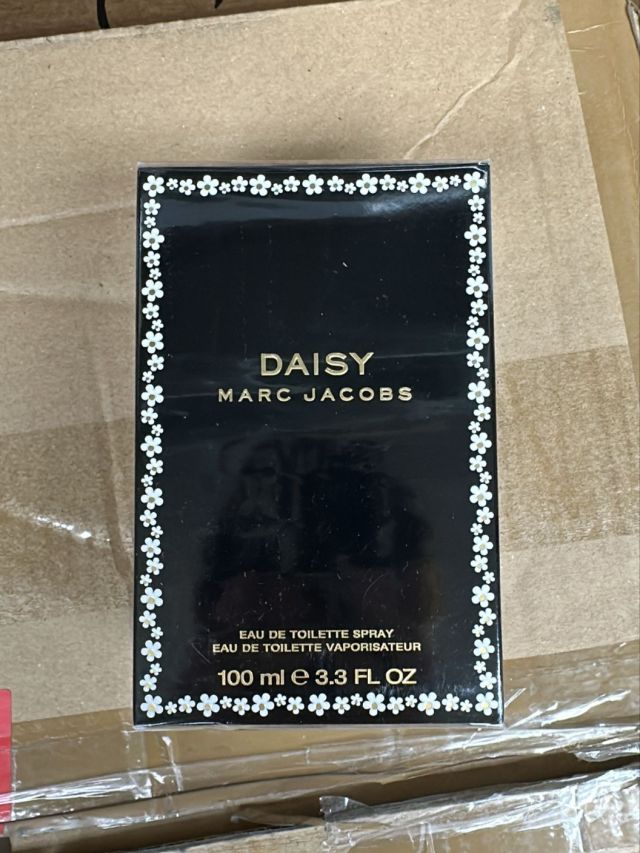 DAISY
MARC JACOBS
EAU DE TOILETTE SPRAY
EAU DE TOILETTE VAPORISATEUR
100 ml ℮ 3.3 FL OZ